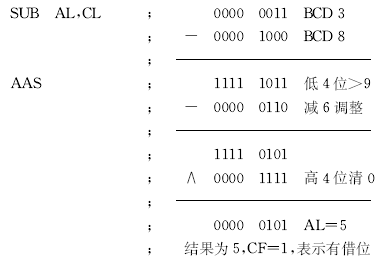 SUB AL,CL ; 0000 0011 BCD 3
; － 0000 1000 BCD 8
;
AAS ; 1111 1011 低4位>9
; － 0000 0110 减6调整
;
; 1111 0101
; ∧ 0000 1111 高4位清0
;
; 0000 0101 AL=5
; 结果为5,CF=1,表示有借位